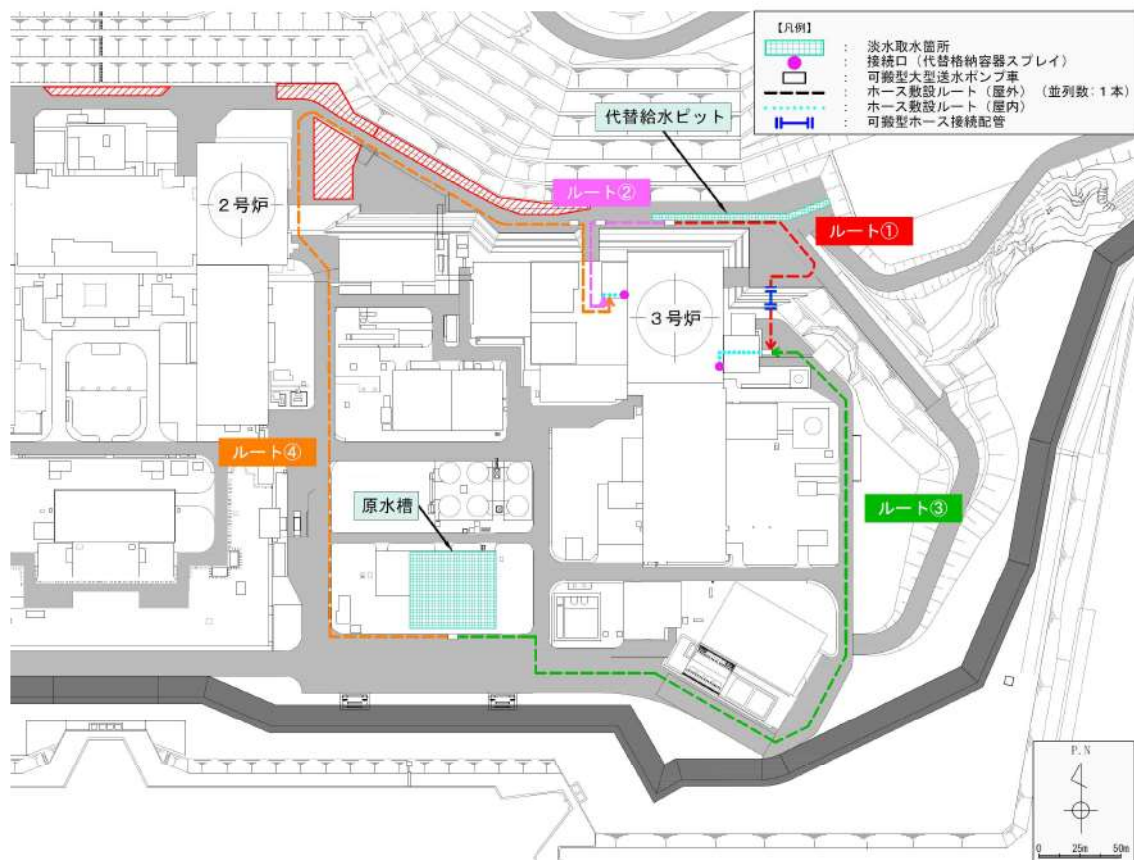 【凡例】
： 淡水取水箇所
： 接続口（代替格納容器スプレイ）
： 可搬型大型送水ポンプ車
： ホース敷設ルート（屋外）（並列数：1本）
： ホース敷設ルート（屋内）
： 可搬型ホース接続配管
代替給水ピット
ルート②
2号炉
ルート①
3号炉
ルート④
原水槽
ルート③
P.N
0 25m 50m